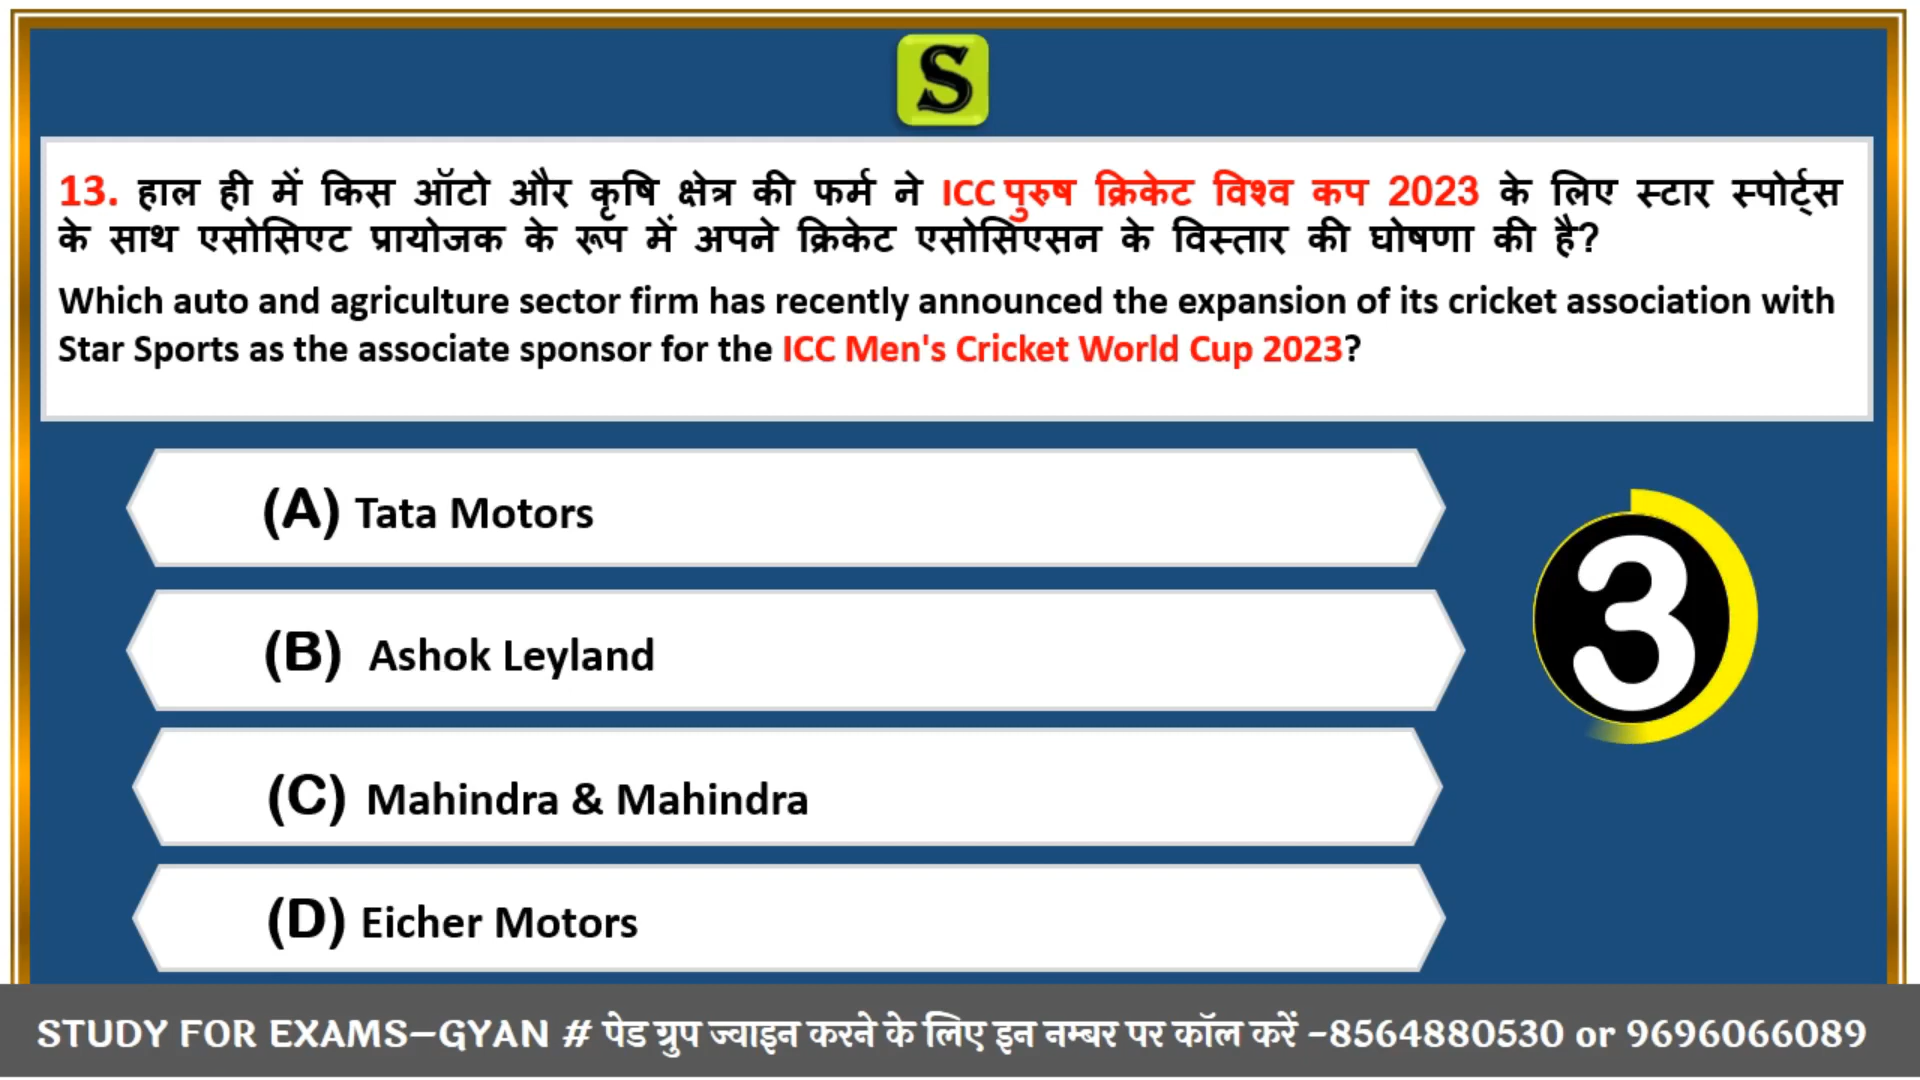 S
13. हाल ही में किस ऑटो और कृषि क्षेत्र की फर्म ने ICC पुरुष क्रिकेट विश्व कप 2023 के लिए स्टार स्पोर्ट्स
के साथ एसोसिएट प्रायोजक के रूप में अपने क्रिकेट एसोसिएसन के विस्तार की घोषणा की है?
Which auto and agriculture sector firm has recently announced the expansion of its cricket association with
Star Sports as the associate sponsor for the ICC Men's Cricket World Cup 2023?
(A) Tata Motors
(B) Ashok Leyland
(C) Mahindra & Mahindra
(D) Eicher Motors
3
STUDY FOR EXAMS–GYAN # पेड ग्रुप ज्वाइन करने के लिए इन नम्बर पर कॉल करें –8564880530 or 9696066089